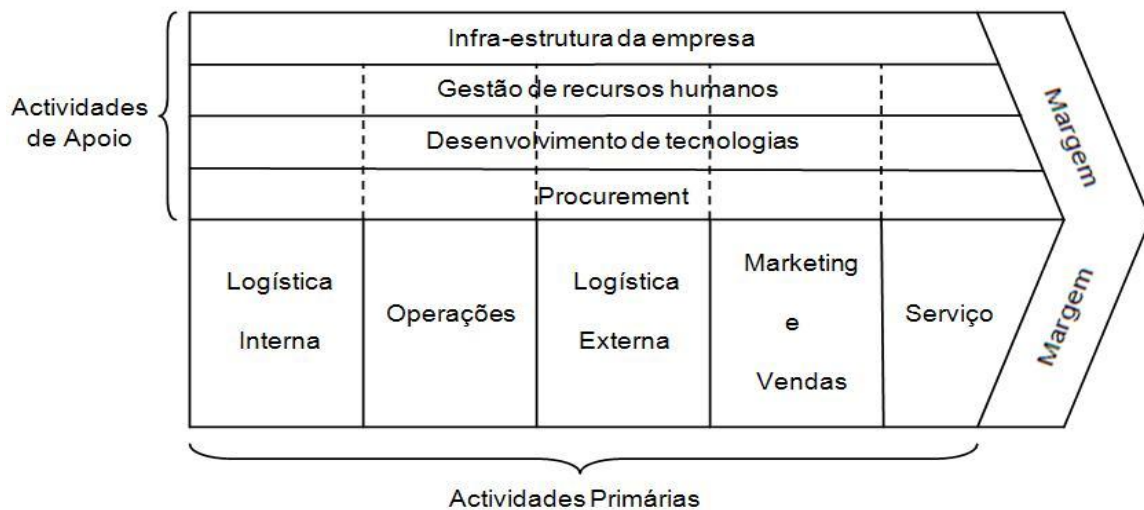 Infra-estrutura da empresa
Gestão de recursos humanos
Desenvolvimento de tecnologias
Procurement
Actividades
de Apoio
Margem
Margem
Logística
Interna
Operações
Logística
Externa
Marketing
e
Vendas
Serviço
Actividades Primárias